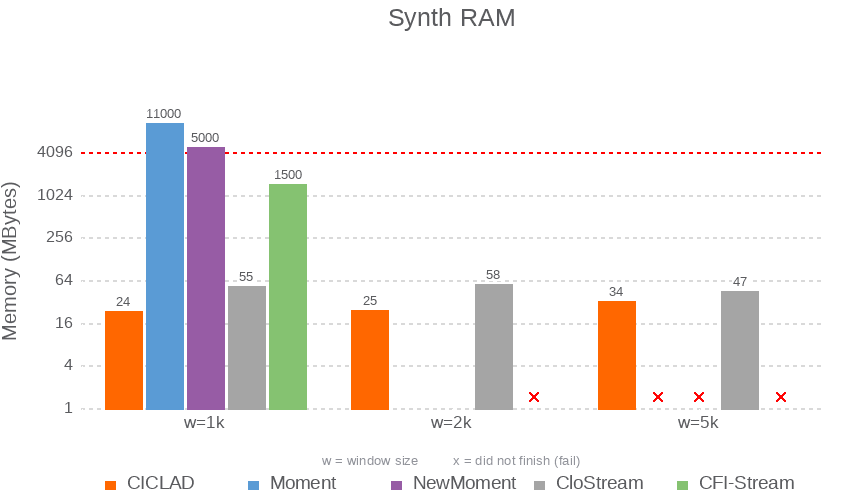 Synth RAM
Memory (MBytes)
4096
1024
256
64
16
4
1
24
11000
5000
55
1500
25
58
34
47
x
x x x
w=1k w=2k w=5k
w = window size x = did not finish (fail)
CICLAD Moment NewMoment CloStream CFI-Stream